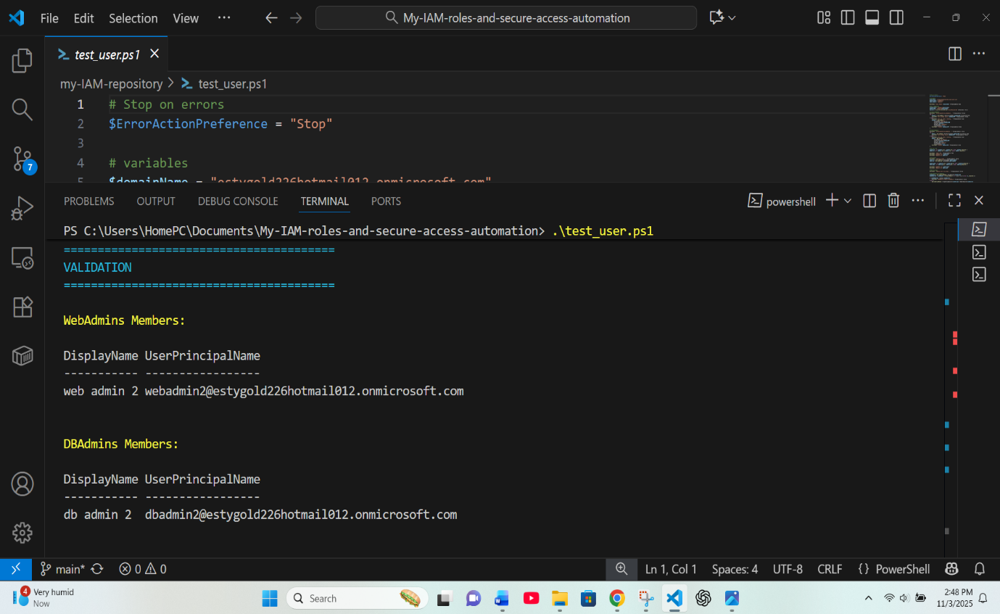 File Edit Selection View ··· My-IAM-roles-and-secure-access-automation
test_user.ps1
my-IAM-repository > test_user.ps1
1 # Stop on errors
2 $ErrorActionPreference = "Stop"
3
4 # variables
5 $domainName = "estygold226hotmail012.onmicrosoft.com"
7
PROBLEMS OUTPUT DEBUG CONSOLE TERMINAL PORTS powershell
PS C:\Users\HomePC\Documents\My-IAM-roles-and-secure-access-automation> .\test_user.ps1
========================================
VALIDATION
========================================
WebAdmins Members:
DisplayName UserPrincipalName
----------- -----------------
web admin 2 webadmin2@estygold226hotmail012.onmicrosoft.com
DBAdmins Members:
DisplayName UserPrincipalName
----------- -----------------
db admin 2 dbadmin2@estygold226hotmail012.onmicrosoft.com
main* 0 0 Ln 1, Col 1 Spaces: 4 UTF-8 CRLF {} PowerShell
4 Very humid
Now
Search
2:48 PM
11/3/2025